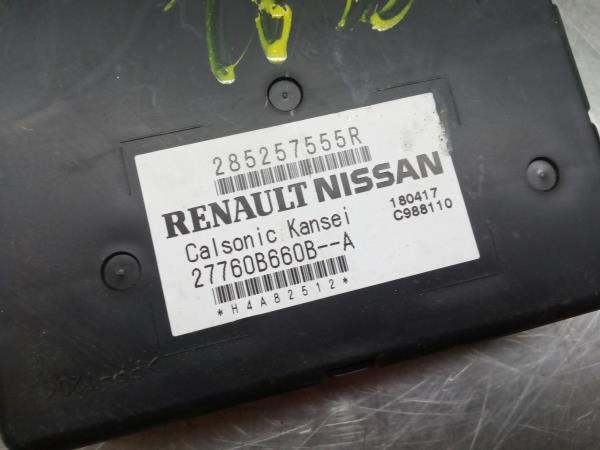 285257555R
RENAULT NISSAN
Calsonic Kansei
180417
C988110
27760B660B--A
*H4A82512*